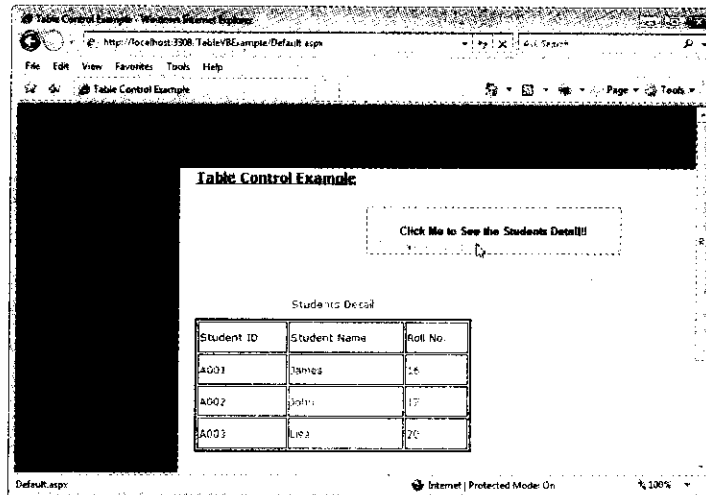 Table Control Example - Windows Internet Explorer
http://localhost:3308/TableVBExample/Default.aspx
Ask Search
File Edit View Favorites Tools Help
Table Control Example
Page Tools
Table Control Example
Click Me to See the Students Detail!!
Students Detail
Student ID Student Name Roll No.
A001 James 16
A002 John
A003 Lisa 20
Default.aspx Internet | Protected Mode: On 100%